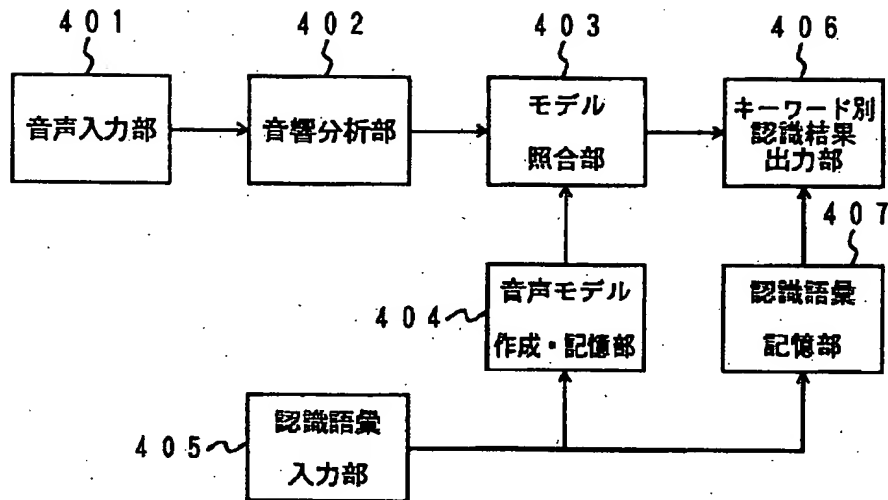 401
402
403
406
音声入力部
音響分析部
モデル
照合部
キーワード別
認識結果
出力部
407
404
音声モデル
作成・記憶部
認識語彙
記憶部
405
認識語彙
入力部